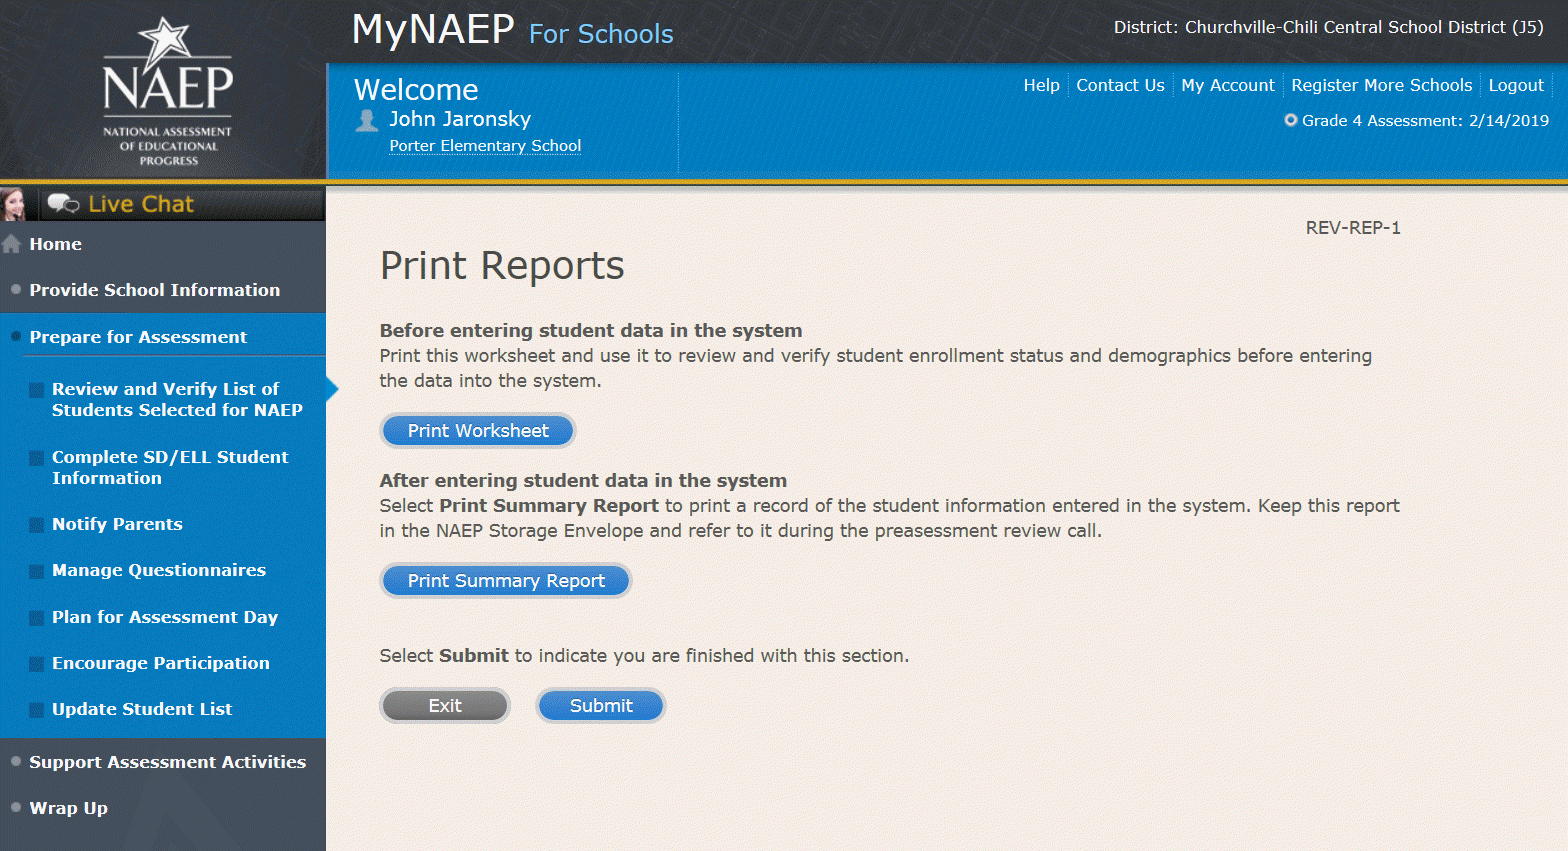 MyNAEP For Schools
District: Churchville-Chili Central School District (J5)
NAEP
NATIONAL ASSESSMENT
OF EDUCATIONAL
PROGRESS
Welcome
John Jaronsky
Porter Elementary School
Help
Contact Us
My Account
Register More Schools
Logout
Grade 4 Assessment: 2/14/2019
Live Chat
Home
Provide School Information
Prepare for Assessment
Review and Verify List of
Students Selected for NAEP
Complete SD/ELL Student
Information
Notify Parents
Manage Questionnaires
Plan for Assessment Day
Encourage Participation
Update Student List
Support Assessment Activities
Wrap Up
REV-REP-1
Print Reports
Before entering student data in the system
Print this worksheet and use it to review and verify student enrollment status and demographics before entering
the data into the system.
Print Worksheet
After entering student data in the system
Select Print Summary Report to print a record of the student information entered in the system. Keep this report
in the NAEP Storage Envelope and refer to it during the preasessment review call.
Print Summary Report
Select Submit to indicate you are finished with this section.
Exit
Submit